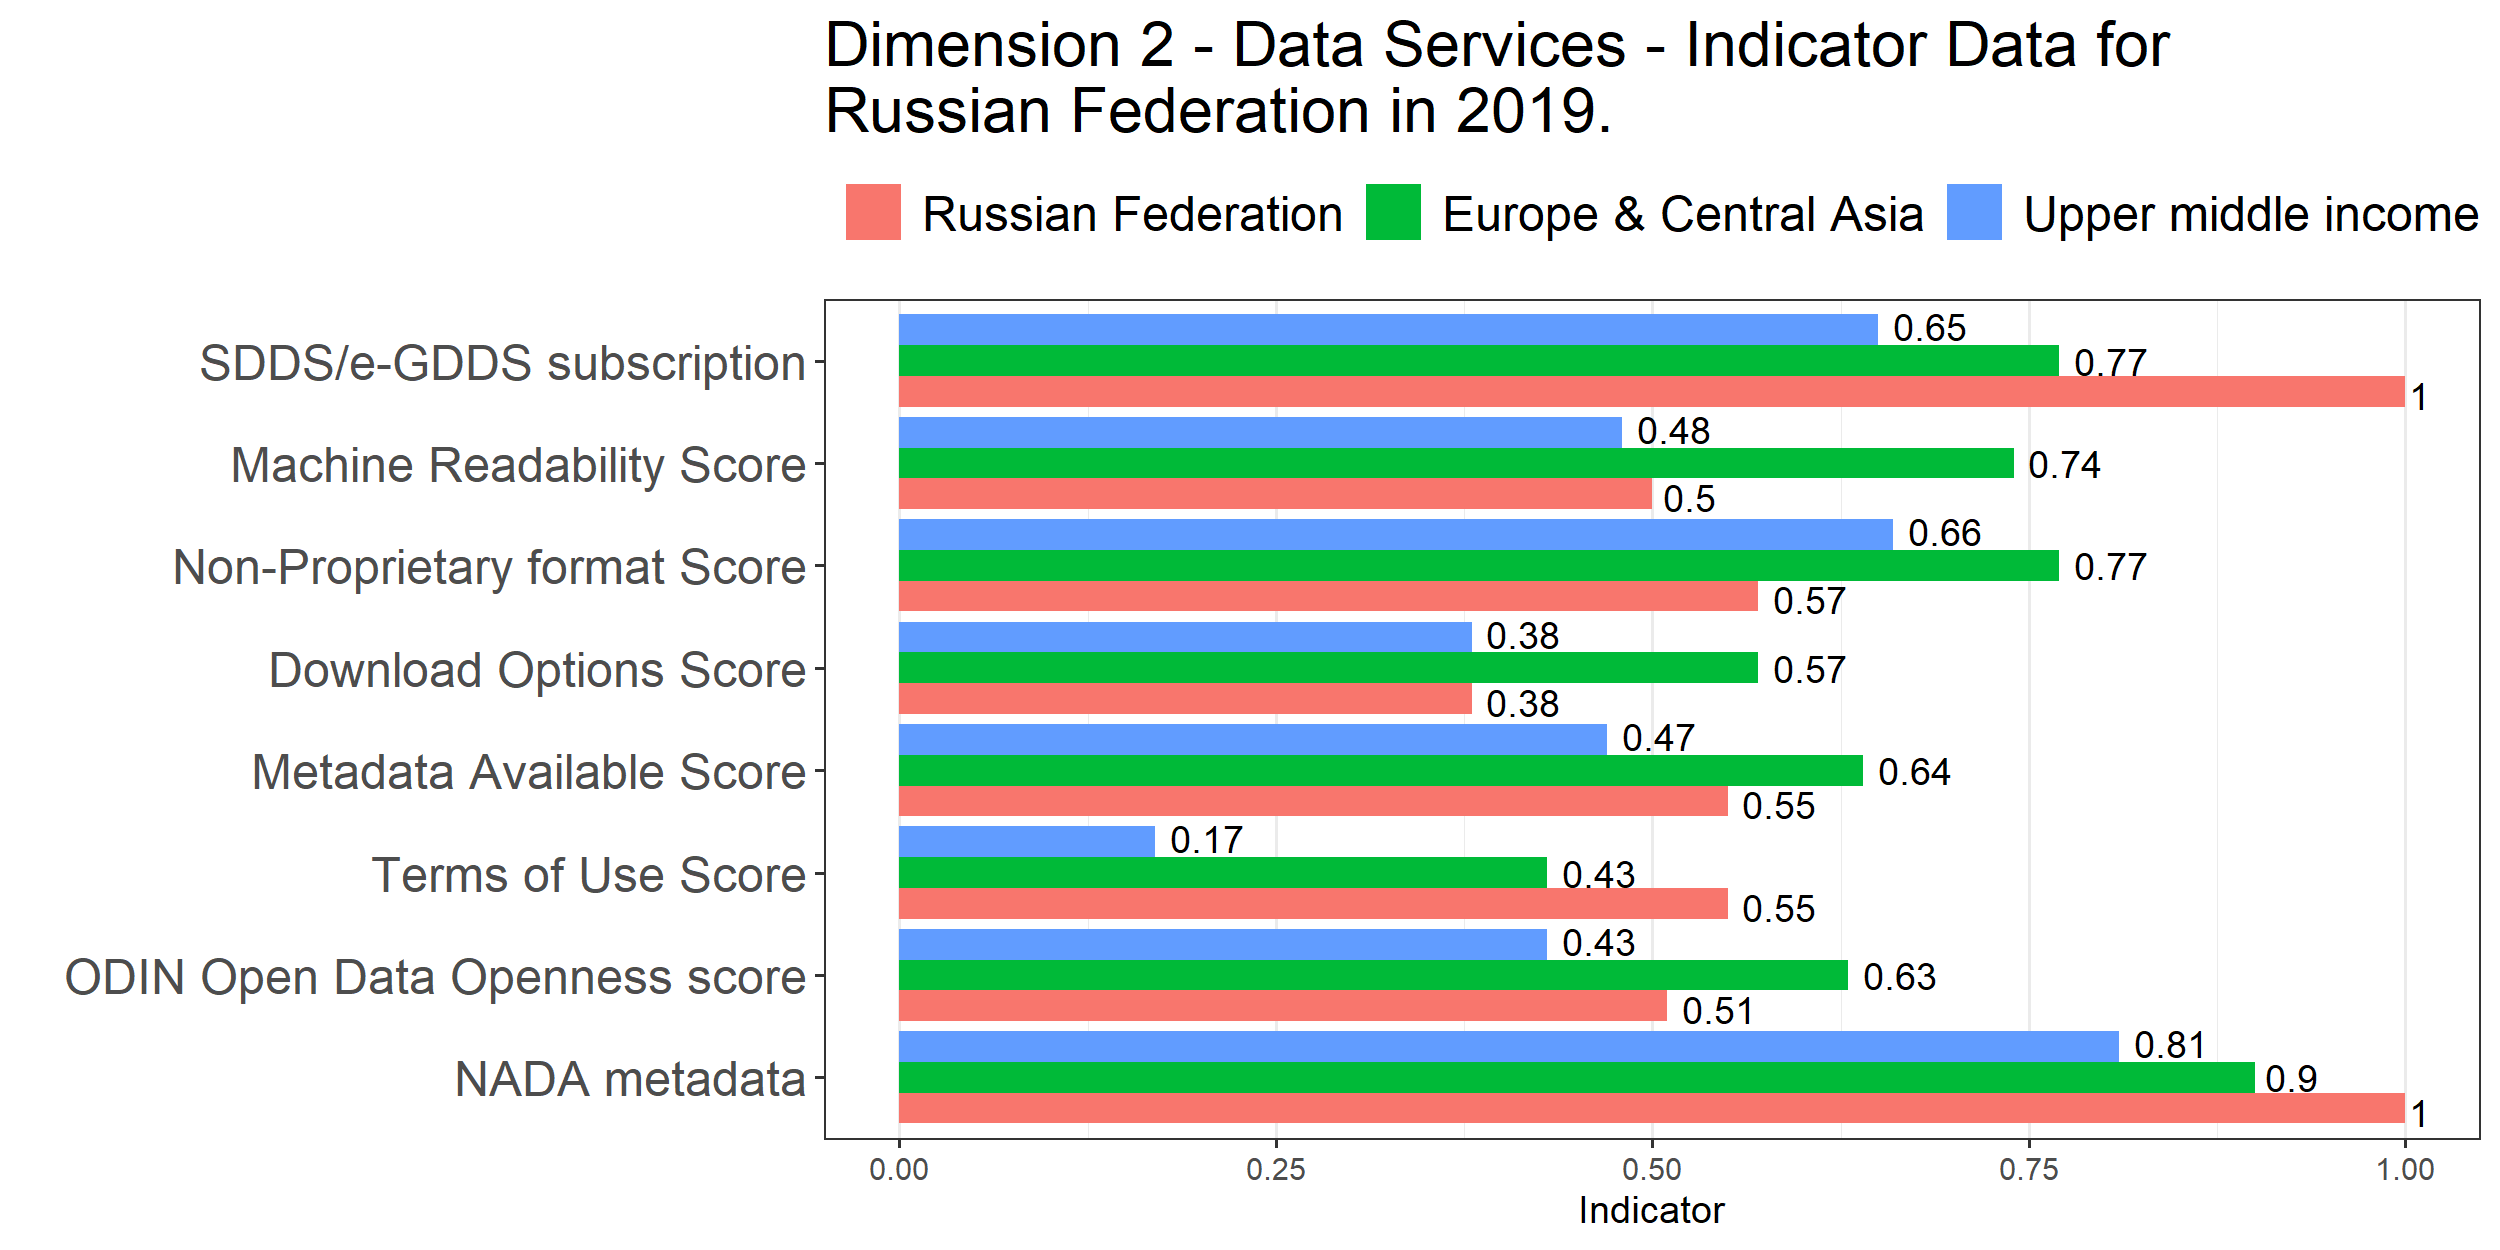 Dimension 2 - Data Services - Indicator Data for
Russian Federation in 2019.
Russian Federation Europe & Central Asia Upper middle income
SDDS/e-GDDS subscription
0.65
0.77
1
Machine Readability Score
0.48
0.74
0.5
Non-Proprietary format Score
0.66
0.77
0.57
Download Options Score
0.38
0.57
0.38
Metadata Available Score
0.47
0.64
0.55
Terms of Use Score
0.17
0.43
0.55
ODIN Open Data Openness score
0.43
0.63
0.51
NADA metadata
0.81
0.9
1
0.00 0.25 0.50 0.75 1.00
Indicator